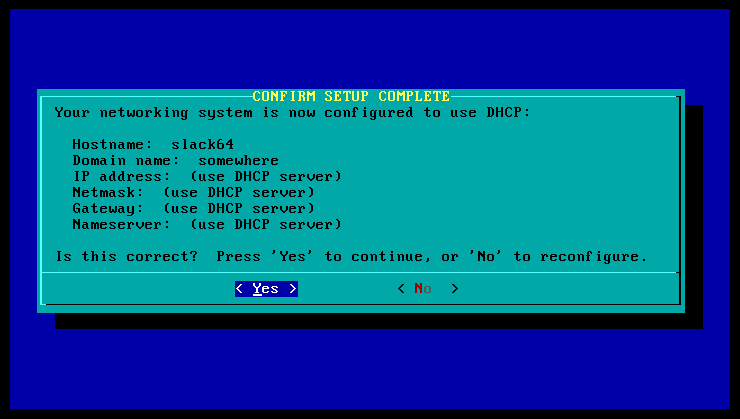 CONFIRM SETUP COMPLETE
Your networking system is now configured to use DHCP:
Hostname:  slack64
Domain name:  somewhere
IP address:  (use DHCP server)
Netmask:  (use DHCP server)
Gateway:  (use DHCP server)
Nameserver:  (use DHCP server)
Is this correct?  Press 'Yes' to continue, or 'No' to reconfigure.
< Yes > < No  >